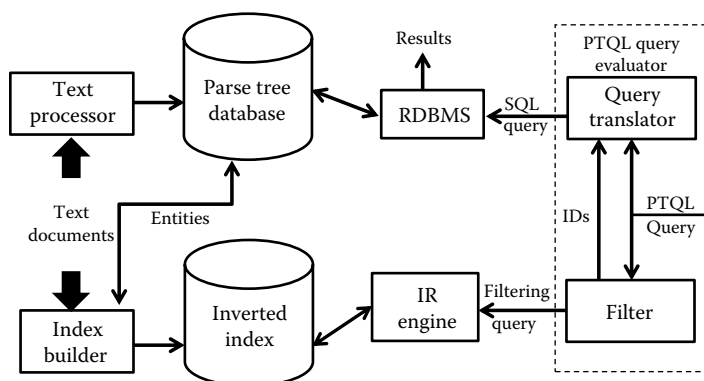 Results
PTQL query
evaluator
Text
processor
Parse tree
database
RDBMS
SQL
query
Query
translator
Text
documents
Entities
IDs
PTQL
Query
Index
builder
Inverted
index
IR
engine
Filtering
query
Filter